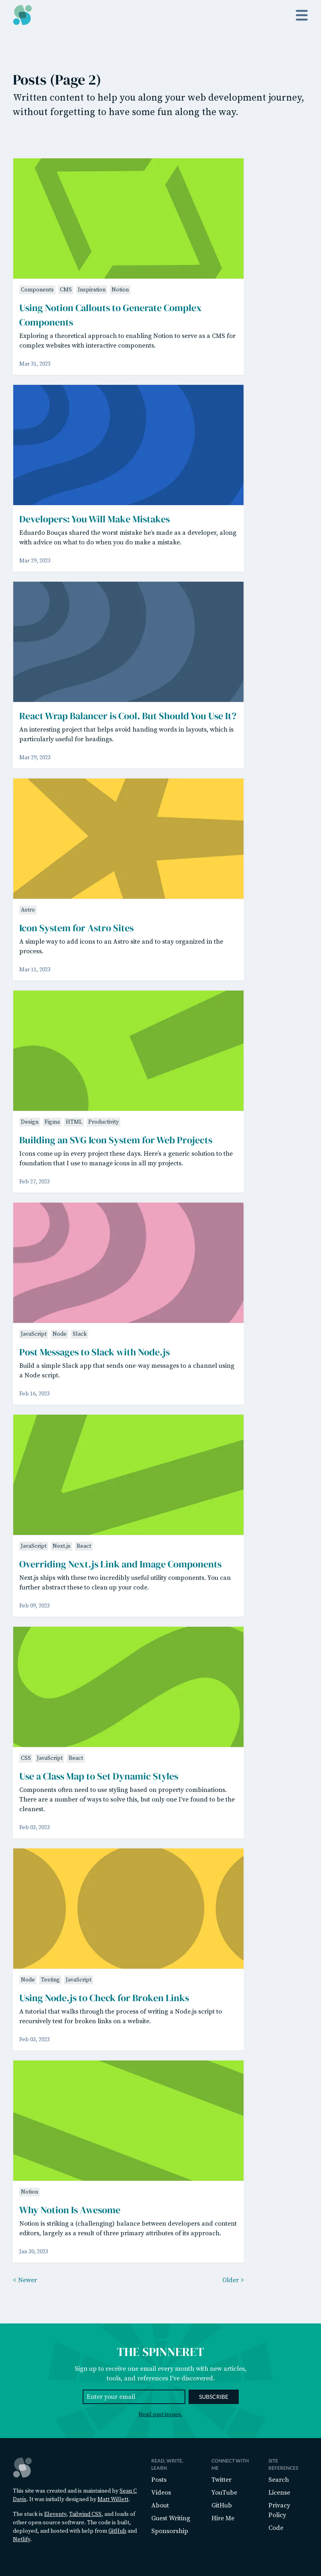 Posts (Page 2)
Written content to help you along your web development journey,
without forgetting to have some fun along the way.
Components CMS Inspiration Notion
Using Notion Callouts to Generate Complex
Components
Exploring a theoretical approach to enabling Notion to serve as a CMS for
complex websites with interactive components.
Mar 31, 2023
Developers: You Will Make Mistakes
Eduardo Bouças shared the worst mistake he's made as a developer, along
with advice on what to do when you do make a mistake.
Mar 29, 2023
React Wrap Balancer is Cool. But Should You Use It?
An interesting project that helps avoid handing words in layouts, which is
particularly useful for headings.
Mar 29, 2023
Astro
Icon System for Astro Sites
A simple way to add icons to an Astro site and to stay organized in the
process.
Mar 11, 2023
Design Figma HTML Productivity
Building an SVG Icon System for Web Projects
Icons come up in every project these days. Here's a generic solution to the
foundation that I use to manage icons in all my projects.
Feb 27, 2023
JavaScript Node Slack
Post Messages to Slack with Node.js
Build a simple Slack app that sends one-way messages to a channel using
a Node script.
Feb 16, 2023
JavaScript Next.js React
Overriding Next.js Link and Image Components
Next.js ships with these two incredibly useful utility components. You can
further abstract these to clean up your code.
Feb 09, 2023
CSS JavaScript React
Use a Class Map to Set Dynamic Styles
Components often need to use styling based on property combinations.
There are a number of ways to solve this, but only one I've found to be the
cleanest.
Feb 03, 2023
Node Testing JavaScript
Using Node.js to Check for Broken Links
A tutorial that walks through the process of writing a Node.js script to
recursively test for broken links on a website.
Feb 03, 2023
Notion
Why Notion Is Awesome
Notion is striking a (challenging) balance between developers and content
editors, largely as a result of three primary attributes of its approach.
Jan 30, 2023
< Newer
Older >
THE SPINNERET
Sign up to receive one email every month with new articles,
tools, and references I've discovered.
Enter your email
SUBSCRIBE
Read past issues.
This site was created and is maintained by Sean C
Davis. It was initially designed by Matt Willett.
The stack is Eleventy, Tailwind CSS, and loads of
other open-source software. The code is built,
deployed, and hosted with help from GitHub and
Netlify.
READ, WRITE,
LEARN
Posts
Videos
About
Guest Writing
Sponsorship
CONNECT WITH
ME
Twitter
YouTube
GitHub
Hire Me
SITE
REFERENCES
Search
License
Privacy
Policy
Code